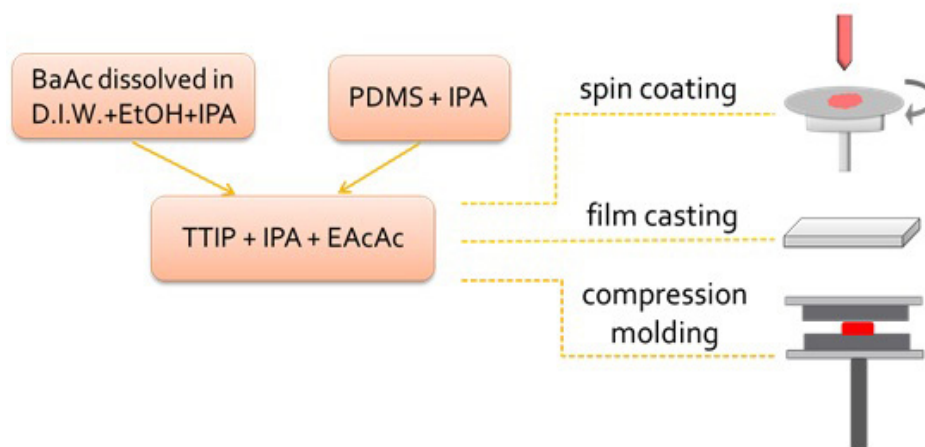 BaAc dissolved in
D.I.W.+EtOH+IPA
PDMS + IPA
TTIP + IPA + EAcAc
spin coating
film casting
compression
molding